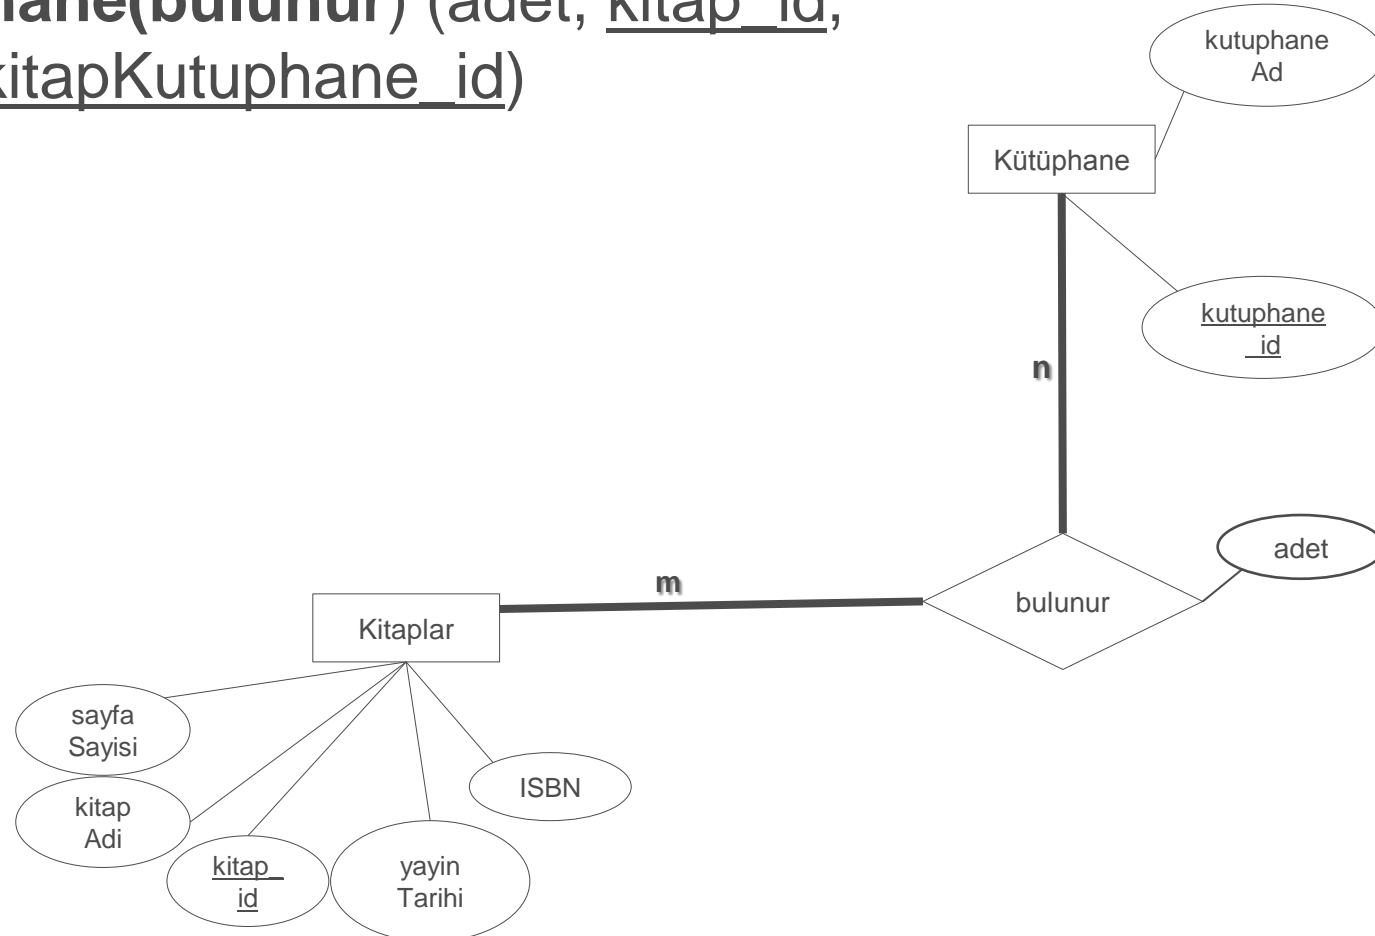 hane(bulunur) (adet, kitap_id,
kitapKutuphane_id)
kutuphane
Ad
Kütüphane
kutuphane
_id
n
adet
m
bulunur
Kitaplar
sayfa
Sayisi
ISBN
kitap
Adi
kitap_
id
yayin
Tarihi